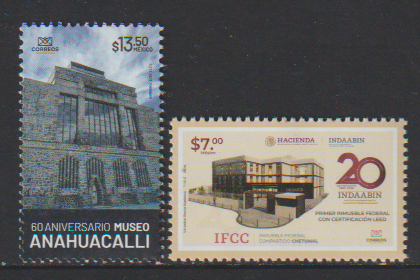 CORREOS
$13.50
MÉXICO
60 ANIVERSARIO MUSEO
ANAHUACALLI
HACIENDA
INDAABIN
$7.00
20
INDAABIN
PRIMER INMUEBLE FEDERAL
CON CERTIFICACIÓN LEED
IFCC
INMUEBLE FEDERAL
COMPARTIDO CHETUMAL
CORREOS